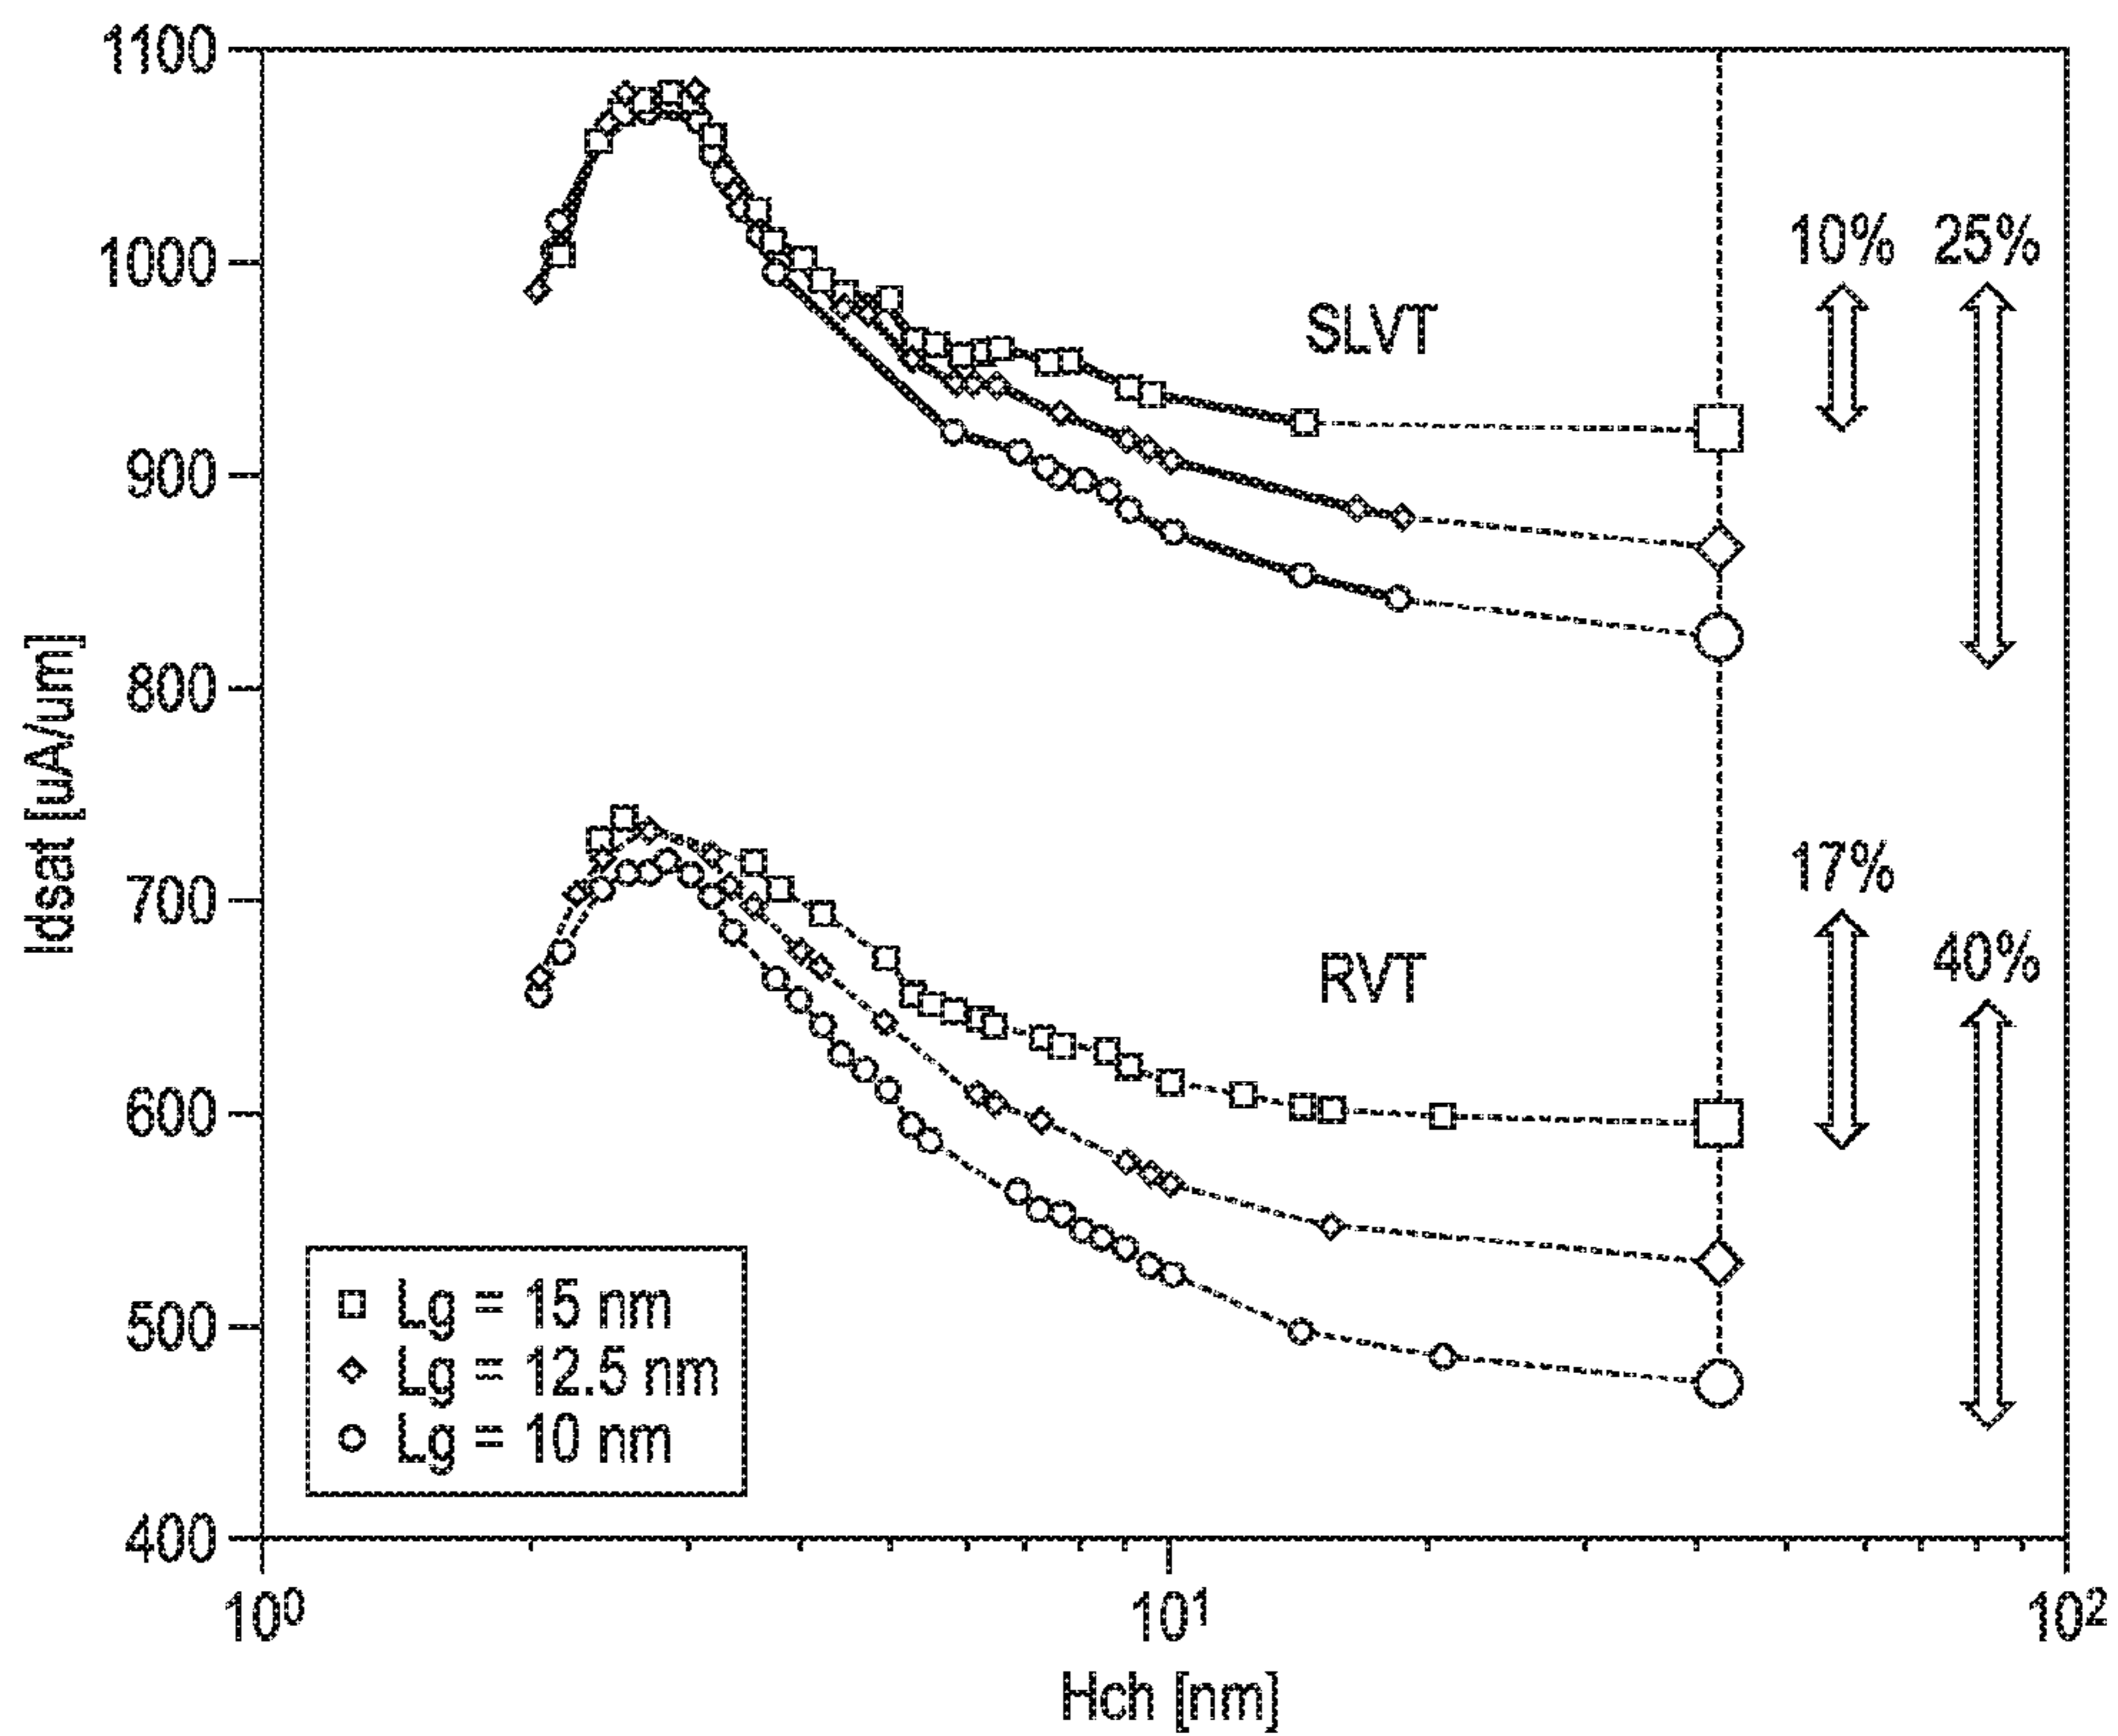 1100
1000
900
800
700
600
500
400
Idsat [uA/um]
10% 25%
SLVT
17%
40%
RVT
Lg = 15 nm
Lg = 12.5 nm
Lg = 10 nm
10⁰ 10¹ 10²
Hch [nm]